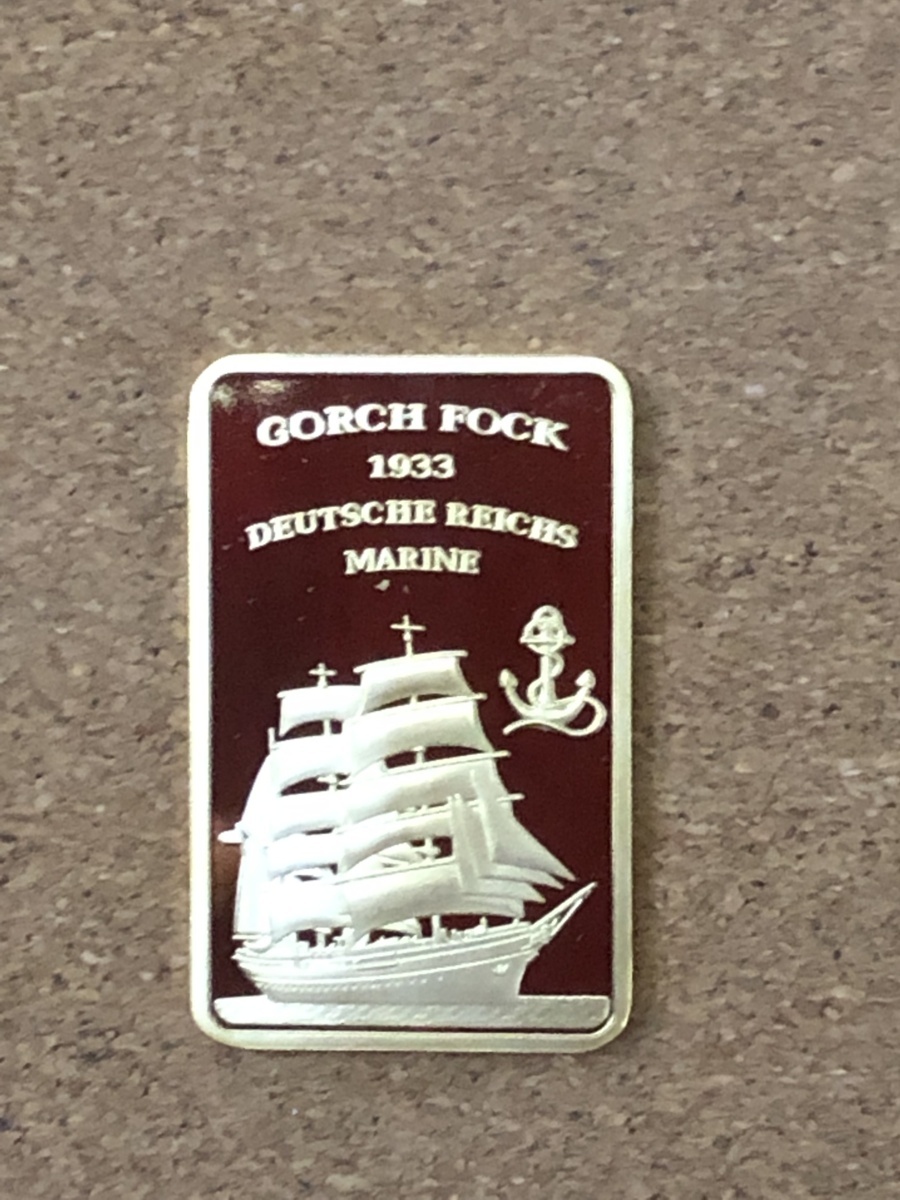 GORCH FOCK
1933
DEUTSCHE REICHS
MARINE